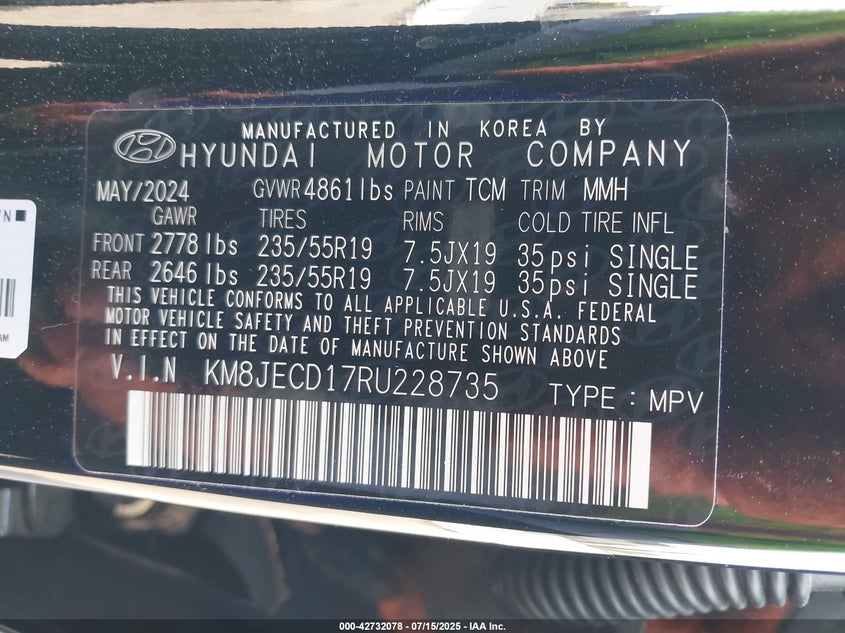 MANUFACTURED IN KOREA BY
HYUNDAI MOTOR COMPANY
MAY/2024 GVWR 4861lbs PAINT TCM TRIM MMH
GAWR TIRES RIMS COLD TIRE INFL
FRONT 2778 lbs 235/55R19 7.5JX19 35psi SINGLE
REAR 2646 lbs 235/55R19 7.5JX19 35psi SINGLE
THIS VEHICLE CONFORMS TO ALL APPLICABLE U.S.A. FEDERAL
MOTOR VEHICLE SAFETY AND THEFT PREVENTION STANDARDS
IN EFFECT ON THE DATE OF MANUFACTURE SHOWN ABOVE
V.I.N KM8JECD17RU228735 TYPE : MPV
000-42732078 - 07/15/2025 - IAA Inc.